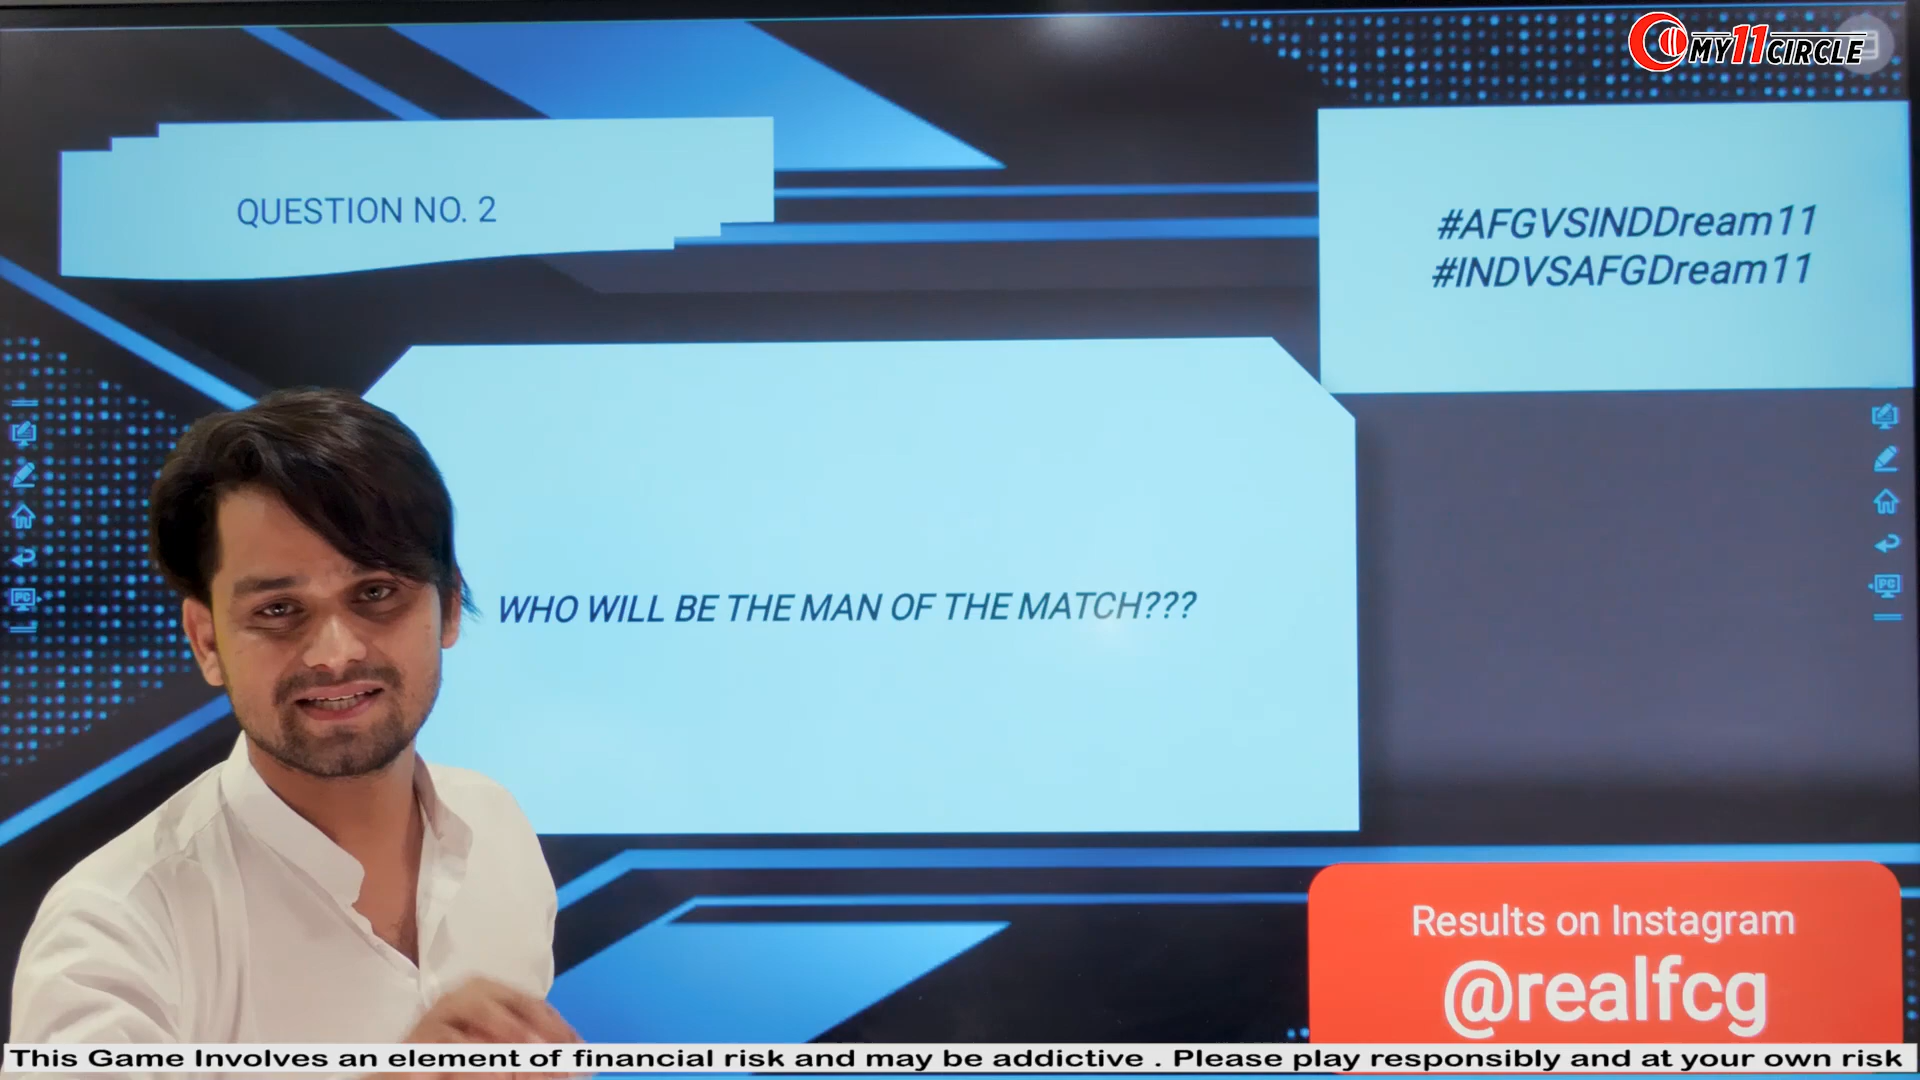 MY11CIRCLE
QUESTION NO. 2
#AFGVSINDDream11
#INDVSAFGDream11
WHO WILL BE THE MAN OF THE MATCH???
PC
PC
Results on Instagram
@realfcg
This Game Involves an element of financial risk and may be addictive . Please play responsibly and at your own risk